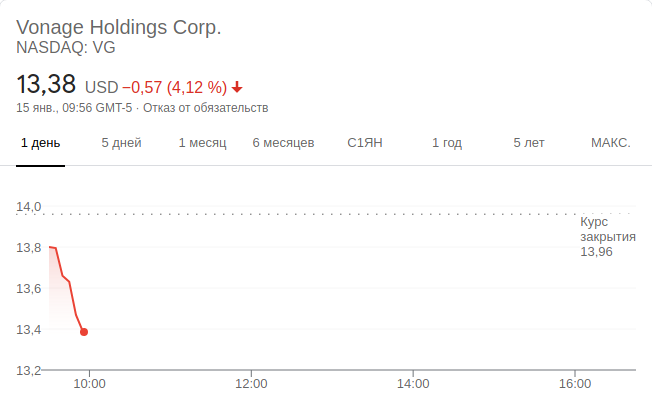 Vonage Holdings Corp.
NASDAQ: VG
13,38 USD −0,57 (4,12 %)
15 янв., 09:56 GMT-5 · Отказ от обязательств
1 день 5 дней 1 месяц 6 месяцев С1ЯН 1 год 5 лет МАКС.
14,0
Курс
закрытия
13,96
13,8
13,6
13,4
13,2
10:00 12:00 14:00 16:00